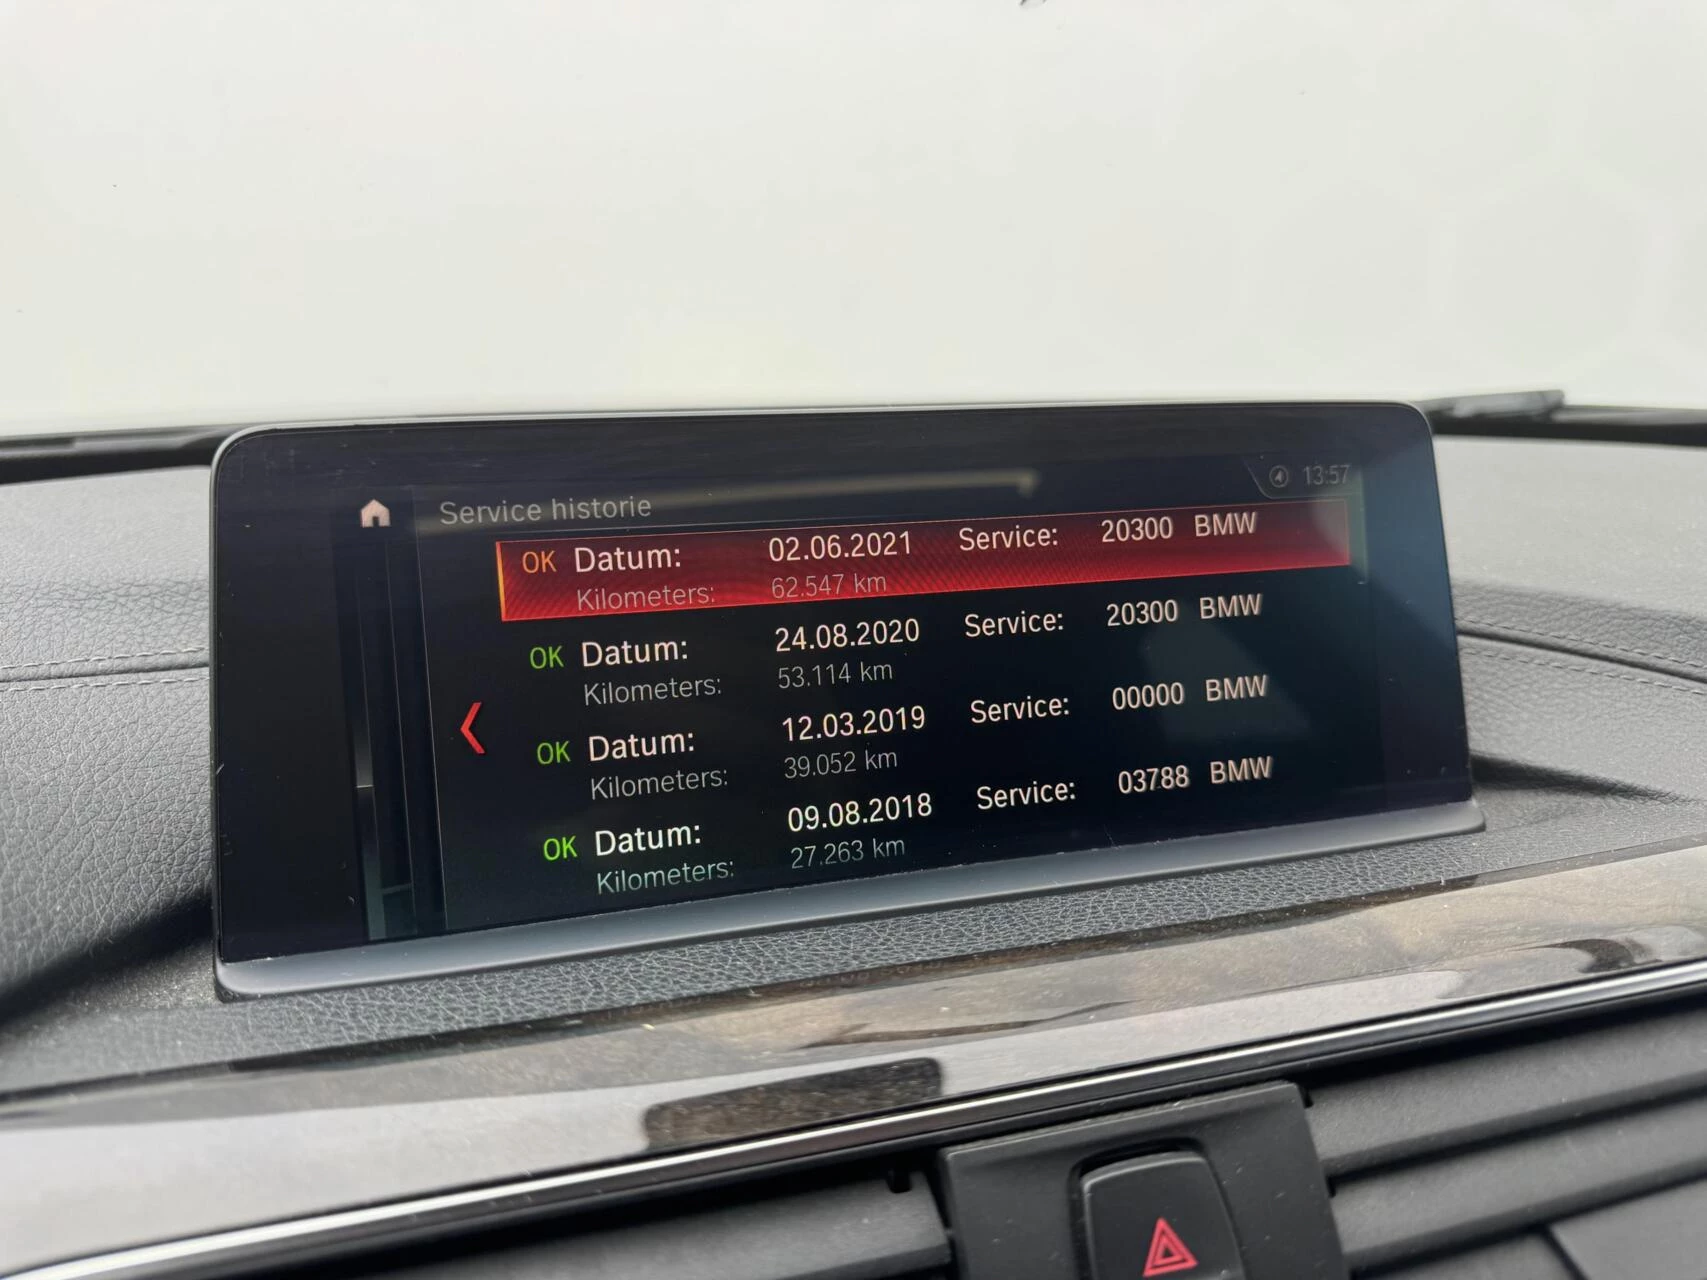 Service historie 13:57
OK Datum: 02.06.2021 Service: 20300 BMW
Kilometers: 62.547 km
OK Datum: 24.08.2020 Service: 20300 BMW
Kilometers: 53.114 km
OK Datum: 12.03.2019 Service: 00000 BMW
Kilometers: 39.052 km
OK Datum: 09.08.2018 Service: 03788 BMW
Kilometers: 27.263 km